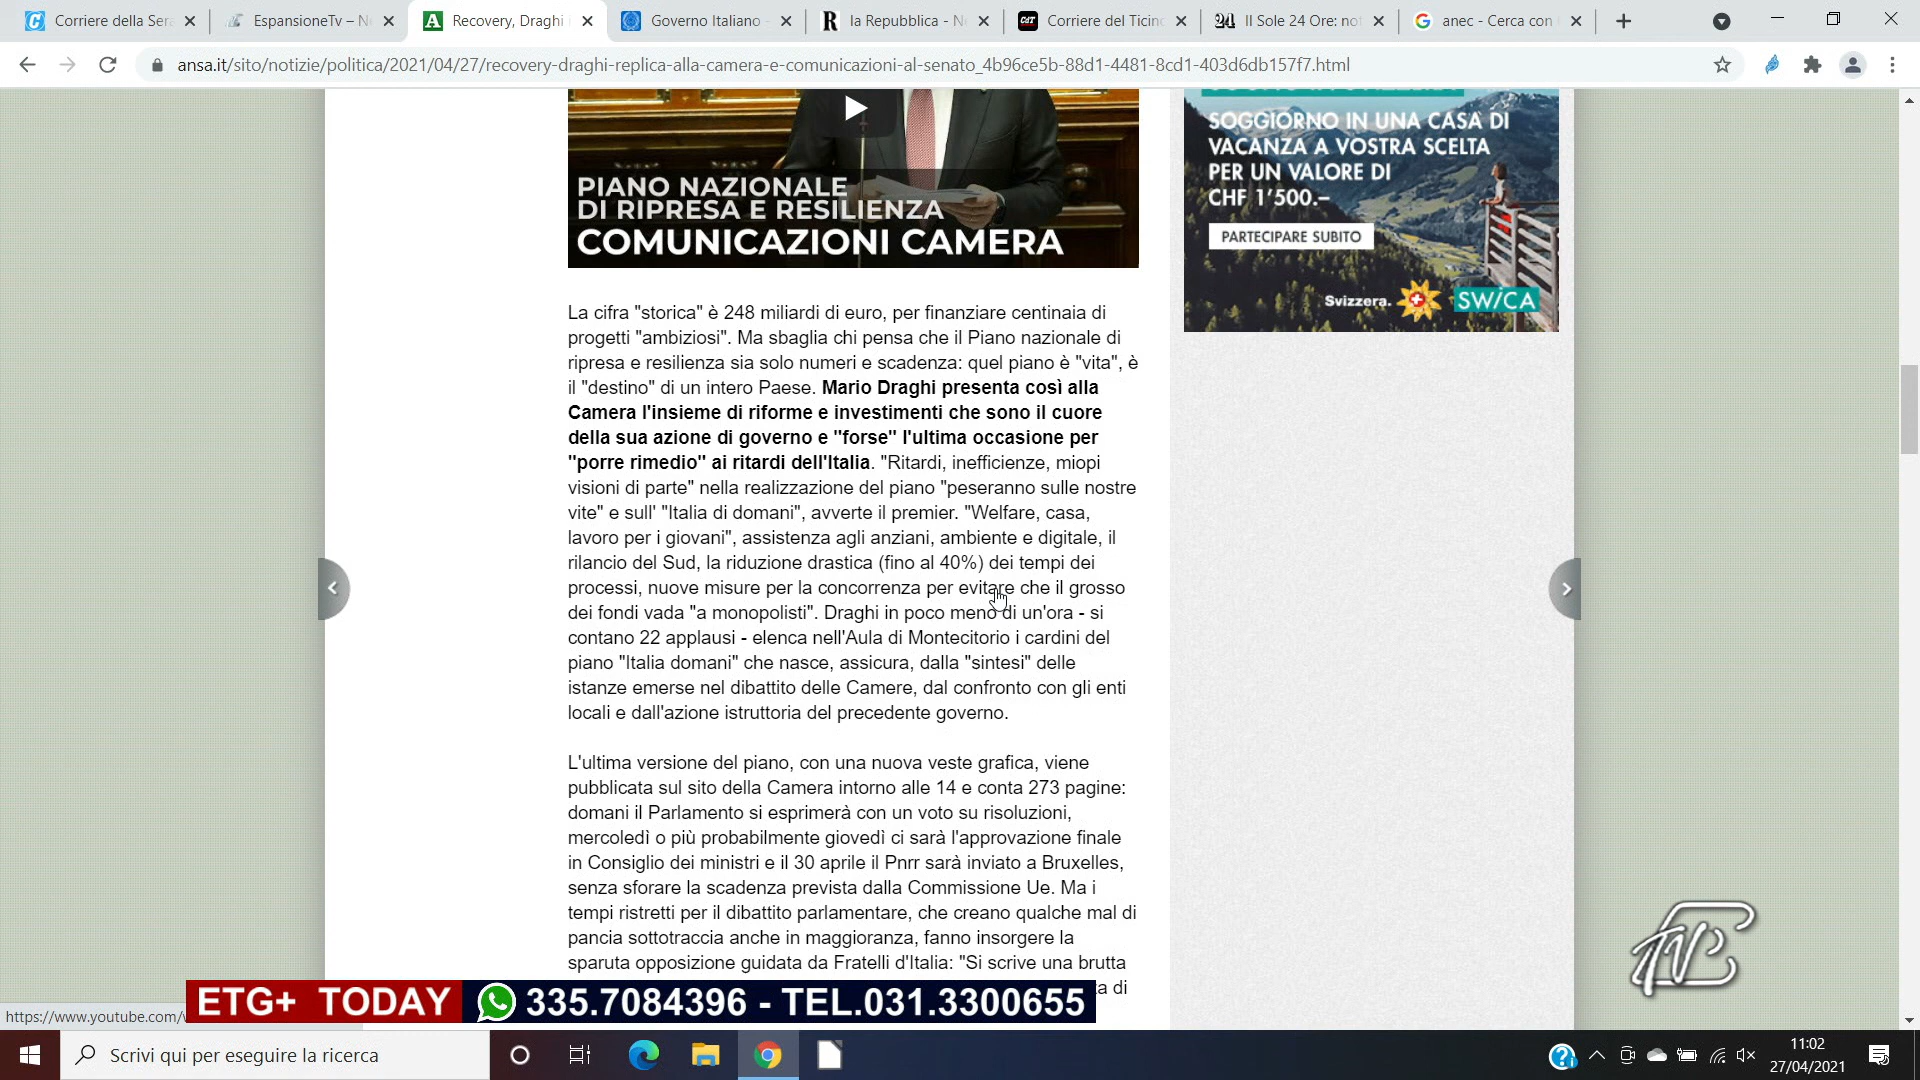 Corriere della Ser
EspansioneTv – N
Recovery, Draghi
Governo Italiano -
la Repubblica - N
Corriere del Ticino
Il Sole 24 Ore: no
anec - Cerca con
ansa.it/sito/notizie/politica/2021/04/27/recovery-draghi-replica-alla-camera-e-comunicazioni-al-senato_4b96ce5b-88d1-4481-8cd1-403d6db157f7.html
PIANO NAZIONALE
DI RIPRESA E RESILIENZA
COMUNICAZIONI CAMERA
SOGGIORNO IN UNA CASA DI
VACANZA A VOSTRA SCELTA
PER UN VALORE DI
CHF 1'500.–
PARTECIPARE SUBITO
Svizzera.
SWICA
La cifra "storica" è 248 miliardi di euro, per finanziare centinaia di
progetti "ambiziosi". Ma sbaglia chi pensa che il Piano nazionale di
ripresa e resilienza sia solo numeri e scadenza: quel piano è "vita", è
il "destino" di un intero Paese. Mario Draghi presenta così alla
Camera l'insieme di riforme e investimenti che sono il cuore
della sua azione di governo e "forse" l'ultima occasione per
"porre rimedio" ai ritardi dell'Italia. "Ritardi, inefficienze, miopi
visioni di parte" nella realizzazione del piano "peseranno sulle nostre
vite" e sull' "Italia di domani", avverte il premier. "Welfare, casa,
lavoro per i giovani", assistenza agli anziani, ambiente e digitale, il
rilancio del Sud, la riduzione drastica (fino al 40%) dei tempi dei
processi, nuove misure per la concorrenza per evitare che il grosso
dei fondi vada "a monopolisti". Draghi in poco meno di un'ora - si
contano 22 applausi - elenca nell'Aula di Montecitorio i cardini del
piano "Italia domani" che nasce, assicura, dalla "sintesi" delle
istanze emerse nel dibattito delle Camere, dal confronto con gli enti
locali e dall'azione istruttoria del precedente governo.
L'ultima versione del piano, con una nuova veste grafica, viene
pubblicata sul sito della Camera intorno alle 14 e conta 273 pagine:
domani il Parlamento si esprimerà con un voto su risoluzioni,
mercoledì o più probabilmente giovedì ci sarà l'approvazione finale
in Consiglio dei ministri e il 30 aprile il Pnrr sarà inviato a Bruxelles,
senza sforare la scadenza prevista dalla Commissione Ue. Ma i
tempi ristretti per il dibattito parlamentare, che creano qualche mal di
pancia sottotraccia anche in maggioranza, fanno insorgere la
sparuta opposizione guidata da Fratelli d'Italia: "Si scrive una brutta
a di
ETG+ TODAY 335.7084396 - TEL.031.3300655
https://www.youtube.com/
Scrivi qui per eseguire la ricerca
11:02
27/04/2021